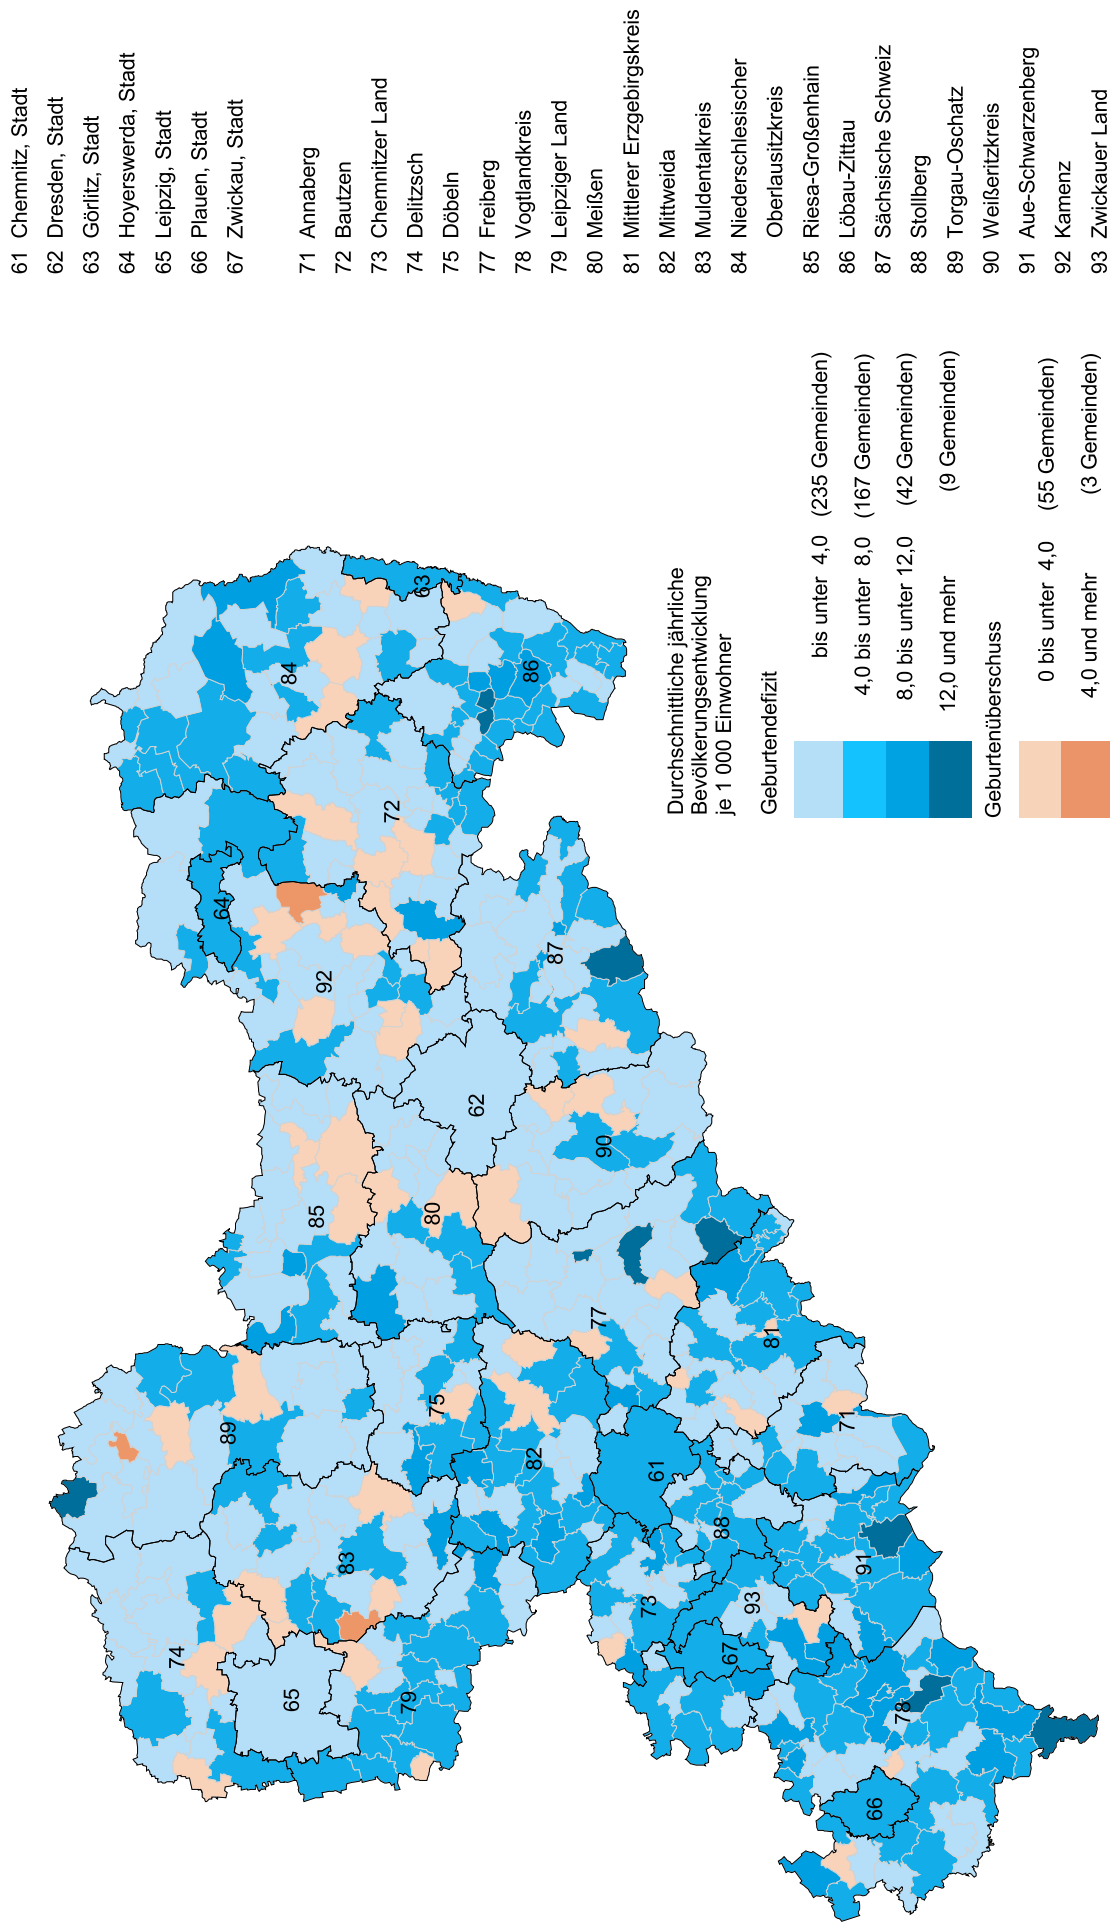 61 Chemnitz, Stadt
62 Dresden, Stadt
63 Görlitz, Stadt
64 Hoyerswerda, Stadt
65 Leipzig, Stadt
66 Plauen, Stadt
67 Zwickau, Stadt
71 Annaberg
72 Bautzen
73 Chemnitzer Land
74 Delitzsch
75 Döbeln
77 Freiberg
78 Vogtlandkreis
79 Leipziger Land
80 Meißen
81 Mittlerer Erzgebirgskreis
82 Mittweida
83 Muldentalkreis
84 Niederschlesischer
Oberlausitzkreis
85 Riesa-Großenhain
86 Löbau-Zittau
87 Sächsische Schweiz
88 Stollberg
89 Torgau-Oschatz
90 Weißeritzkreis
91 Aue-Schwarzenberg
92 Kamenz
93 Zwickauer Land
Durchschnittliche jährliche
Bevölkerungsentwicklung
je 1 000 Einwohner
Geburtendefizit
bis unter 4,0 (235 Gemeinden)
4,0 bis unter 8,0 (167 Gemeinden)
8,0 bis unter 12,0 (42 Gemeinden)
12,0 und mehr (9 Gemeinden)
Geburtenüberschuss
0 bis unter 4,0 (55 Gemeinden)
4,0 und mehr (3 Gemeinden)
74
89
65
83
79
75
82
85
80
77
62
90
92
64
72
84
63
86
87
61
81
71
88
73
93
67
91
78
66